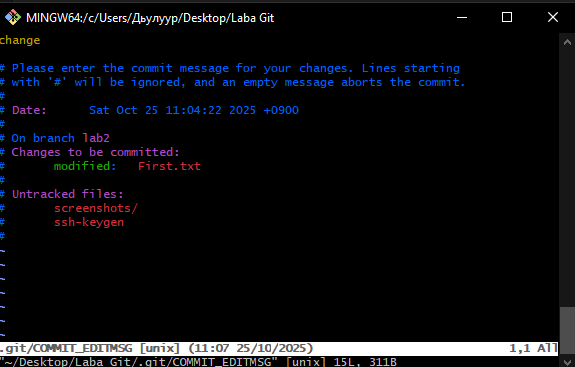 MINGW64:/c/Users/Дьулуур/Desktop/Laba Git
change
# Please enter the commit message for your changes. Lines starting
# with '#' will be ignored, and an empty message aborts the commit.
#
# Date:      Sat Oct 25 11:04:22 2025 +0900
#
# On branch lab2
# Changes to be committed:
#       modified:   First.txt
#
# Untracked files:
#       screenshots/
#       ssh-keygen
#
~
~
~
~
~
~
~
.git/COMMIT_EDITMSG [unix] (11:07 25/10/2025) 1,1 All
"~/Desktop/Laba Git/.git/COMMIT_EDITMSG" [unix] 15L, 311B